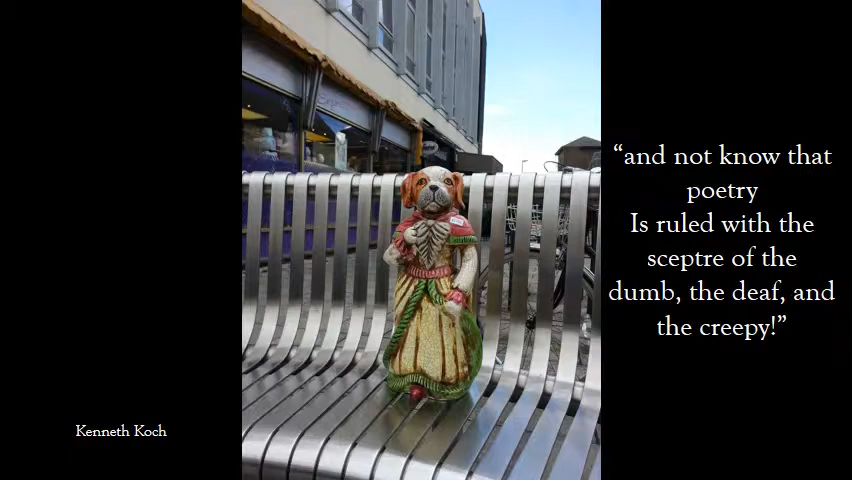 “and not know that
poetry
Is ruled with the
sceptre of the
dumb, the deaf, and
the creepy!”
Kenneth Koch